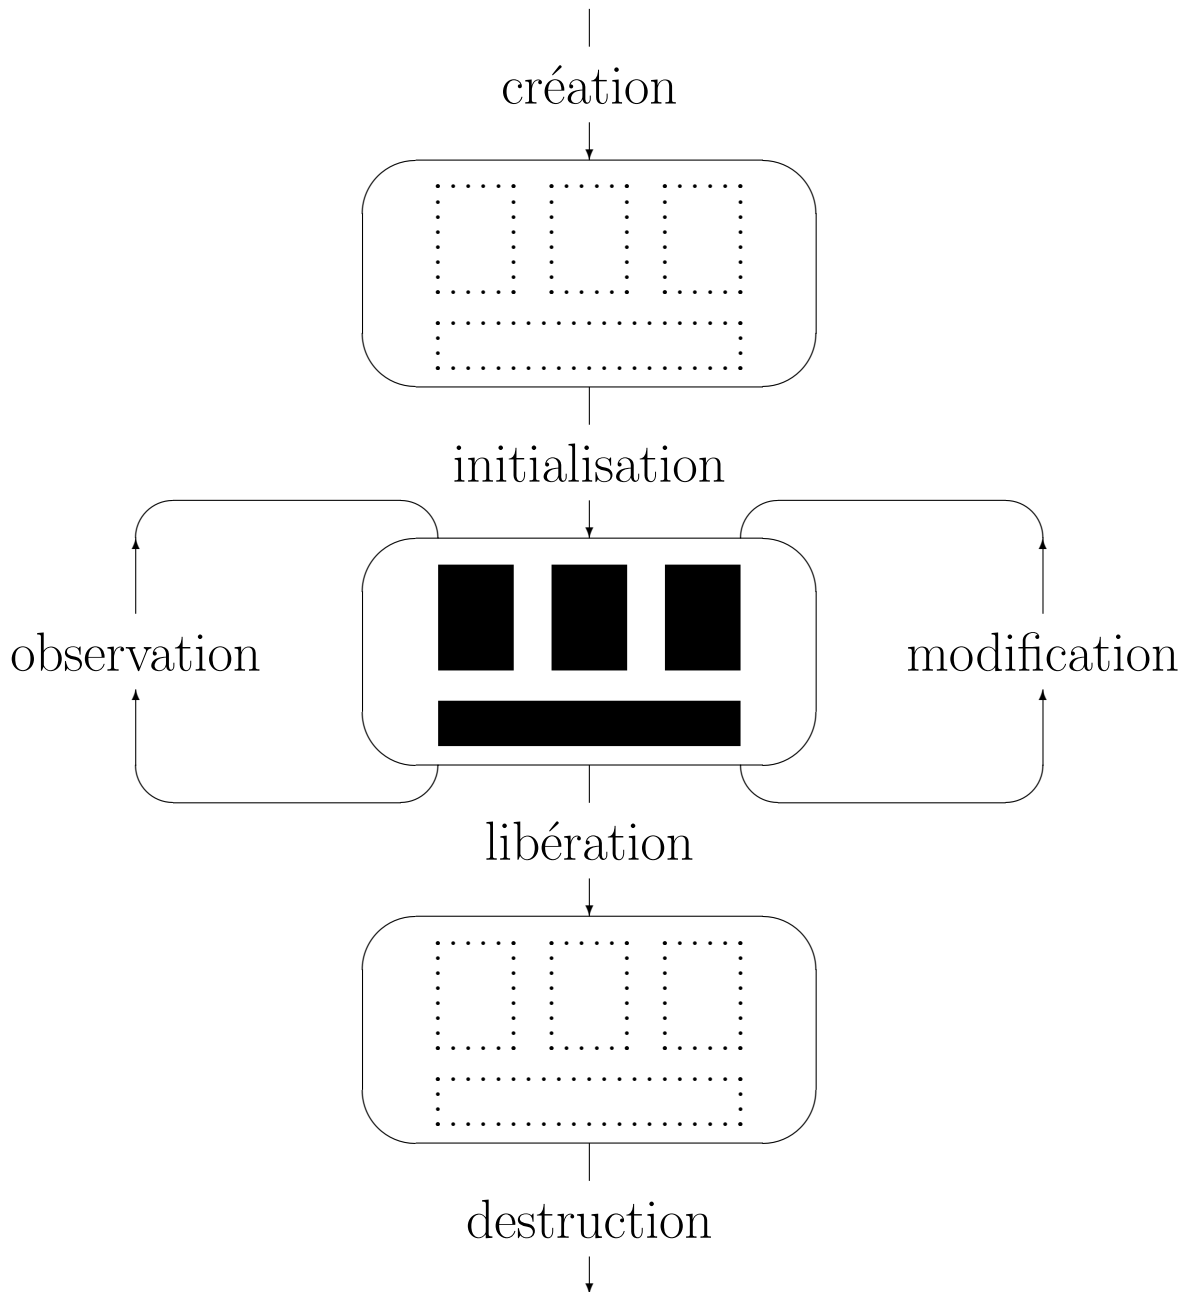 création
initialisation
observation
modification
libération
destruction